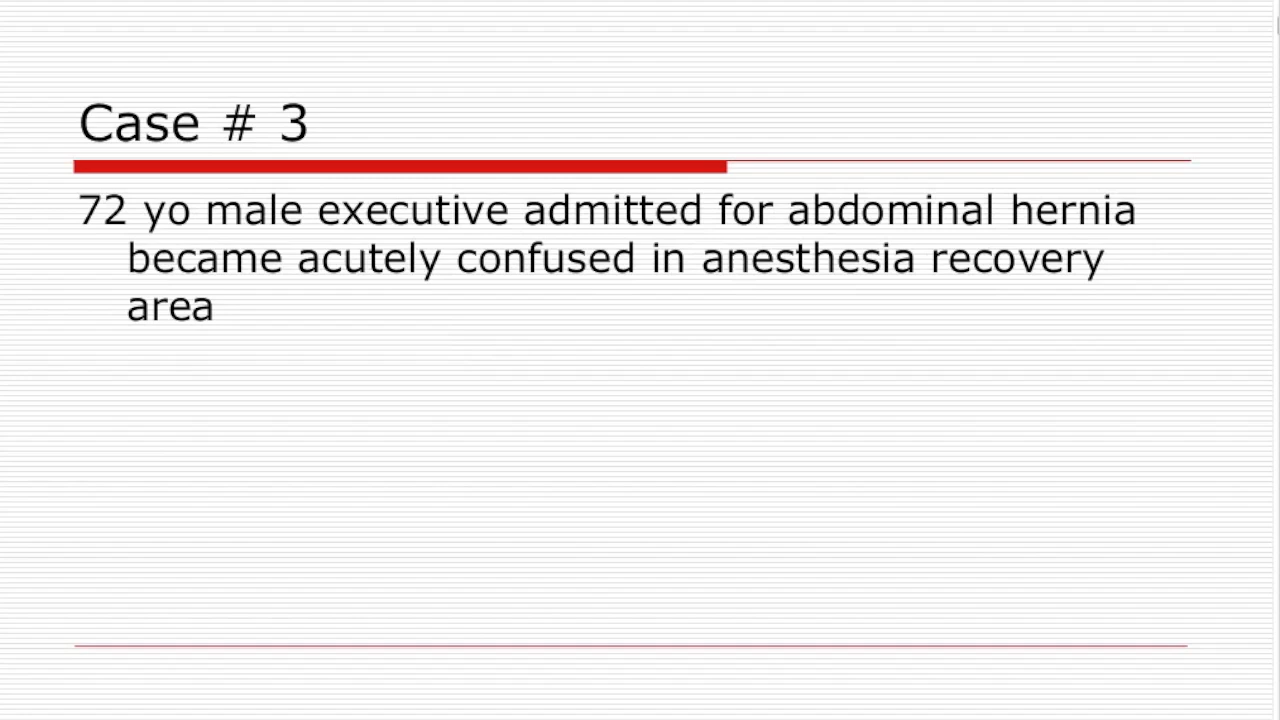 Case # 3
72 yo male executive admitted for abdominal hernia
became acutely confused in anesthesia recovery
area